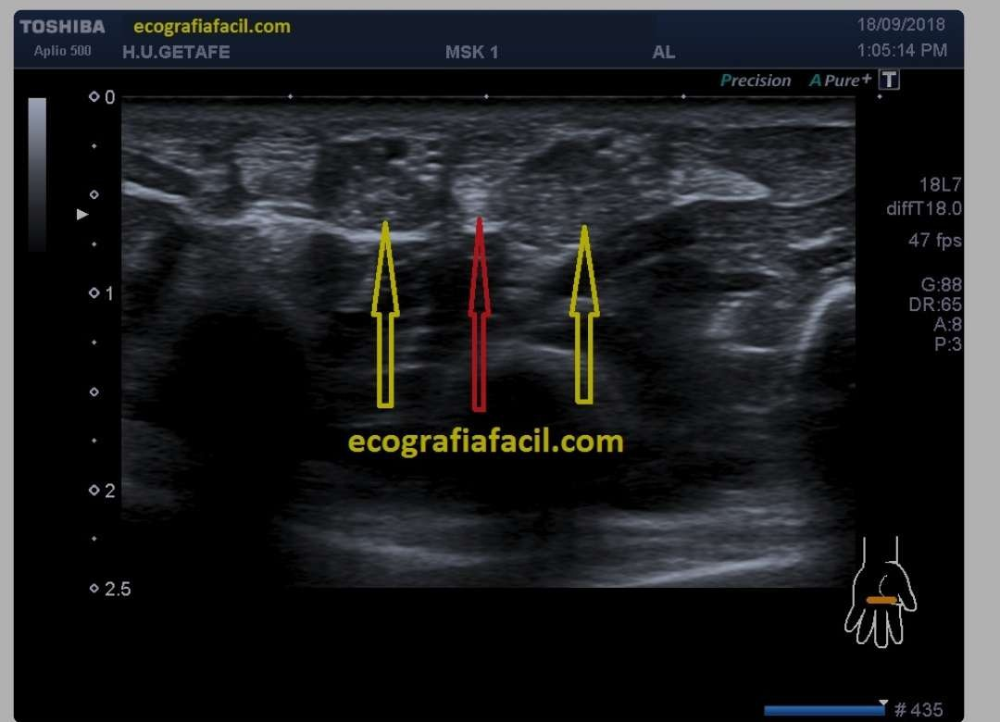 TOSHIBA ecografiafacil.com 18/09/2018
Aplio 500 H.U.GETAFE MSK 1 AL 1:05:14 PM
Precision A Pure+ T
0
18L7
diffT18.0
47 fps
G:88
1
DR:65
A:8
P:3
ecografiafacil.com
2
2.5
# 435